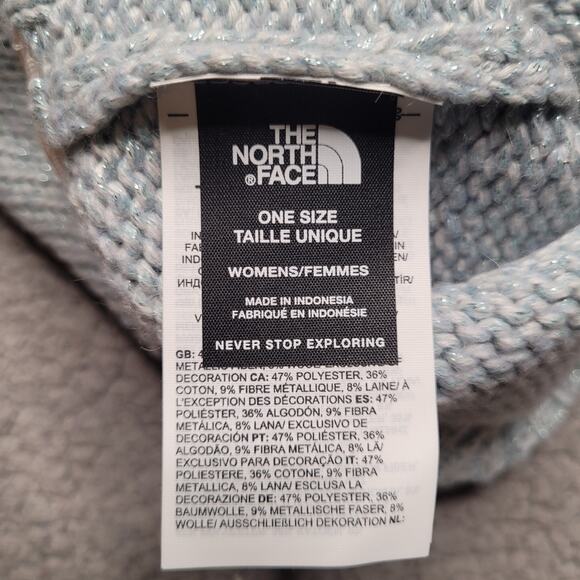 THE
NORTH
®FACE
ONE SIZE
TAILLE UNIQUE
WOMENS/FEMMES
MADE IN INDONESIA
FABRIQUÉ EN INDONÉSIE
NEVER STOP EXPLORING
GB:
DECORATION CA: 47% POLYESTER, 36%
COTON, 9% FIBRE MÉTALLIQUE, 8% LAINE/ À
L'EXCEPTION DES DÉCORATIONS ES: 47%
POLIÉSTER, 36% ALGODÓN, 9% FIBRA
METÁLICA, 8% LANA/ EXCLUSIVO DE
DECORACIÓN PT: 47% POLIÉSTER, 36%
ALGODÃO, 9% FIBRA METÁLICA, 8% LÃ/
EXCLUSIVO PARA DECORAÇÃO IT: 47%
POLIESTERE, 36% COTONE, 9% FIBRA
METALLICA, 8% LANA/ ESCLUSA LA
DECORAZIONE DE: 47% POLYESTER, 36%
BAUMWOLLE, 9% METALLISCHE FASER, 8%
WOLLE/ AUSSCHLIEßLICH DEKORATION NL: